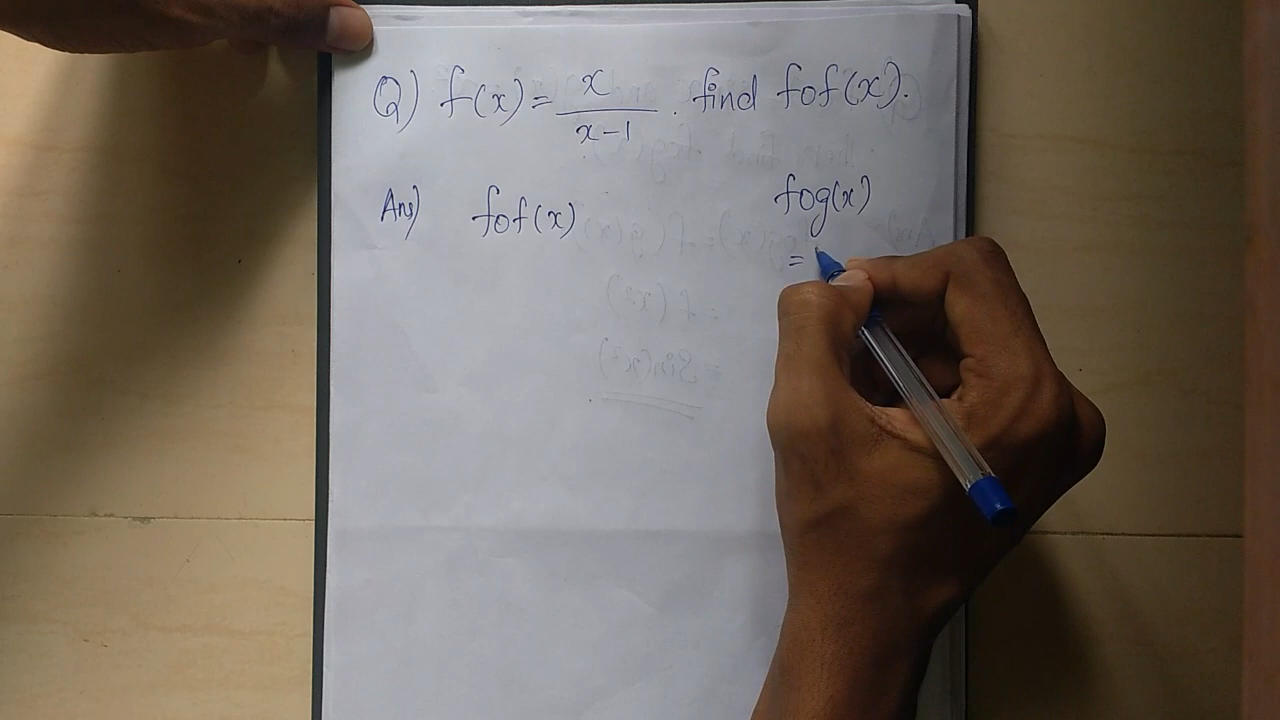 Q) f(x) = x / x-1 . find fof(x).
Ans) fof(x) fog(x)
=